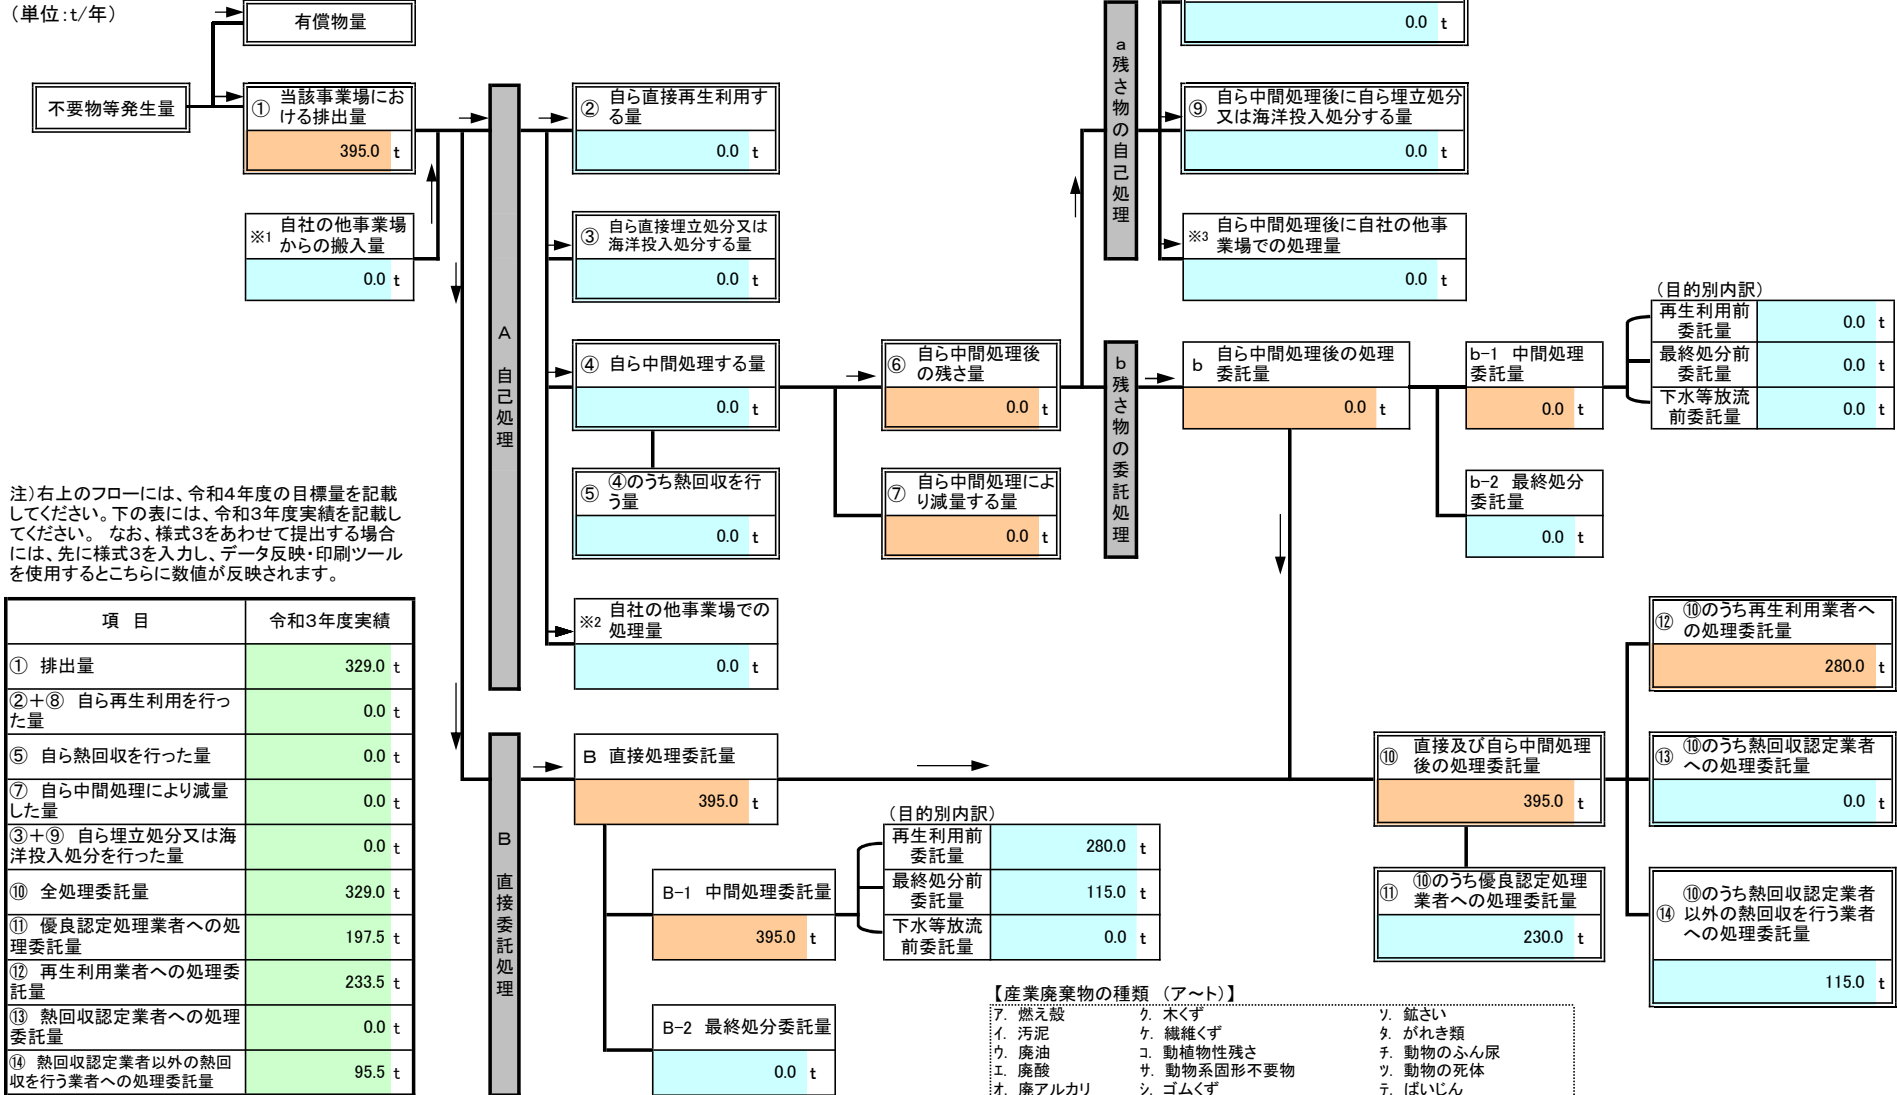 (単位:t/年)
有償物量
不要物等発生量
① 当該事業場における排出量
395.0 t
※1 自社の他事業場からの搬入量
0.0 t
A 自己処理
② 自ら直接再生利用する量
0.0 t
③ 自ら直接埋立処分又は海洋投入処分する量
0.0 t
④ 自ら中間処理する量
0.0 t
⑤ ④のうち熱回収を行う量
0.0 t
※2 自社の他事業場での処理量
0.0 t
⑥ 自ら中間処理後の残さ量
0.0 t
⑦ 自ら中間処理により減量する量
0.0 t
a 残さ物の自己処理
0.0 t
⑨ 自ら中間処理後に自ら埋立処分又は海洋投入処分する量
0.0 t
※3 自ら中間処理後に自社の他事業場での処理量
0.0 t
b 残さ物の委託処理
b 自ら中間処理後の処理委託量
0.0 t
b-1 中間処理委託量
0.0 t
(目的別内訳)
再生利用前委託量 0.0 t
最終処分前委託量 0.0 t
下水等放流前委託量 0.0 t
b-2 最終処分委託量
0.0 t
注)右上のフローには、令和4年度の目標量を記載
してください。下の表には、令和3年度実績を記載し
てください。 なお、様式3をあわせて提出する場合
には、先に様式3を入力し、データ反映・印刷ツール
を使用するとこちらに数値が反映されます。
項 目 令和3年度実績
① 排出量 329.0 t
②+⑧ 自ら再生利用を行った量 0.0 t
⑤ 自ら熱回収を行った量 0.0 t
⑦ 自ら中間処理により減量した量 0.0 t
③+⑨ 自ら埋立処分又は海洋投入処分を行った量 0.0 t
⑩ 全処理委託量 329.0 t
⑪ 優良認定処理業者への処理委託量 197.5 t
⑫ 再生利用業者への処理委託量 233.5 t
⑬ 熱回収認定業者への処理委託量 0.0 t
⑭ 熱回収認定業者以外の熱回収を行う業者への処理委託量 95.5 t
B 直接委託処理
B 直接処理委託量
395.0 t
B-1 中間処理委託量
395.0 t
(目的別内訳)
再生利用前委託量 280.0 t
最終処分前委託量 115.0 t
下水等放流前委託量 0.0 t
B-2 最終処分委託量
0.0 t
⑩ 直接及び自ら中間処理後の処理委託量
395.0 t
⑪ ⑩のうち優良認定処理業者への処理委託量
230.0 t
⑫ ⑩のうち再生利用業者への処理委託量
280.0 t
⑬ ⑩のうち熱回収認定業者への処理委託量
0.0 t
⑭ ⑩のうち熱回収認定業者以外の熱回収を行う業者への処理委託量
115.0 t
【産業廃棄物の種類 (ア〜ト)】
ア. 燃え殻 ク. 木くず ソ. 鉱さい
イ. 汚泥 ケ. 繊維くず タ. がれき類
ウ. 廃油 コ. 動植物性残さ チ. 動物のふん尿
エ. 廃酸 サ. 動物系固形不要物 ツ. 動物の死体
オ. 廃アルカリ シ. ゴムくず テ. ばいじん